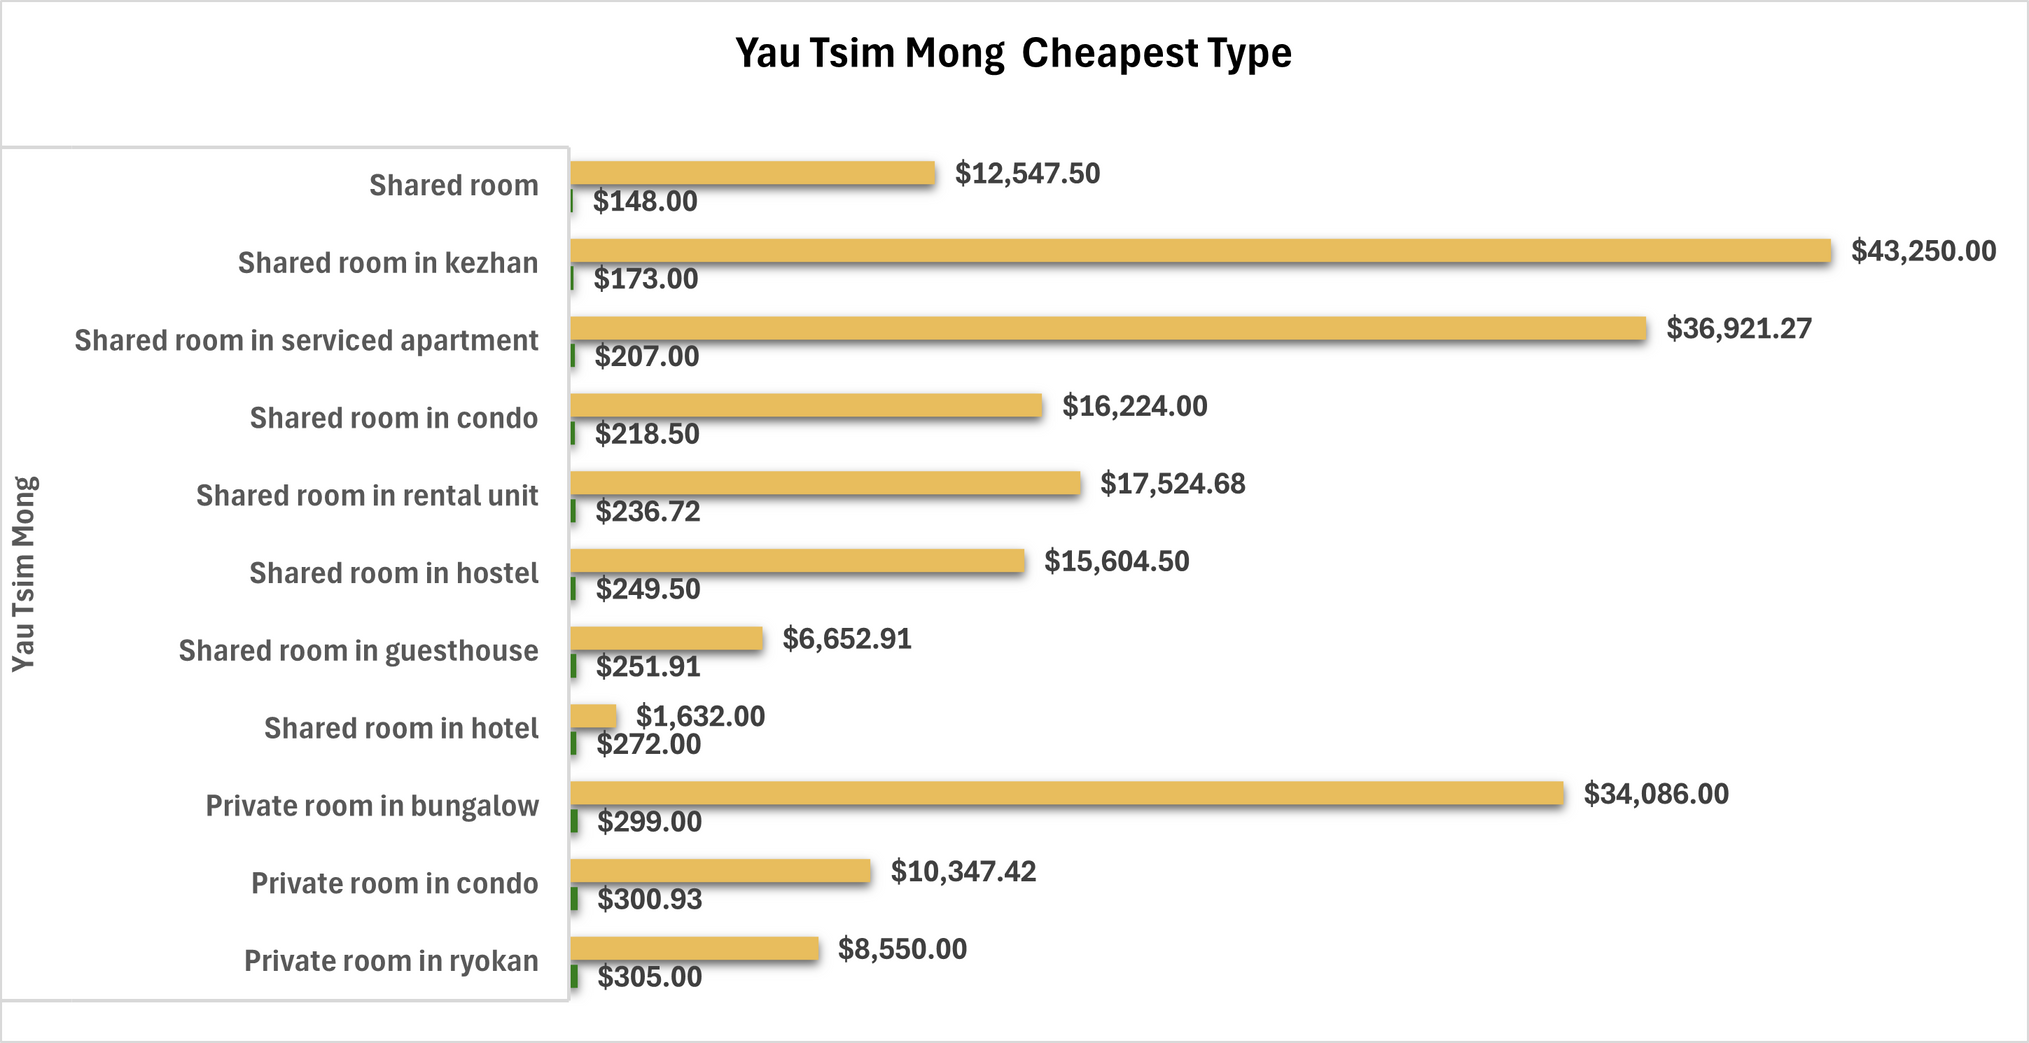 Yau Tsim Mong  Cheapest Type
Yau Tsim Mong
Shared room
$12,547.50
$148.00
Shared room in kezhan
$43,250.00
$173.00
Shared room in serviced apartment
$36,921.27
$207.00
Shared room in condo
$16,224.00
$218.50
Shared room in rental unit
$17,524.68
$236.72
Shared room in hostel
$15,604.50
$249.50
Shared room in guesthouse
$6,652.91
$251.91
Shared room in hotel
$1,632.00
$272.00
Private room in bungalow
$34,086.00
$299.00
Private room in condo
$10,347.42
$300.93
Private room in ryokan
$8,550.00
$305.00